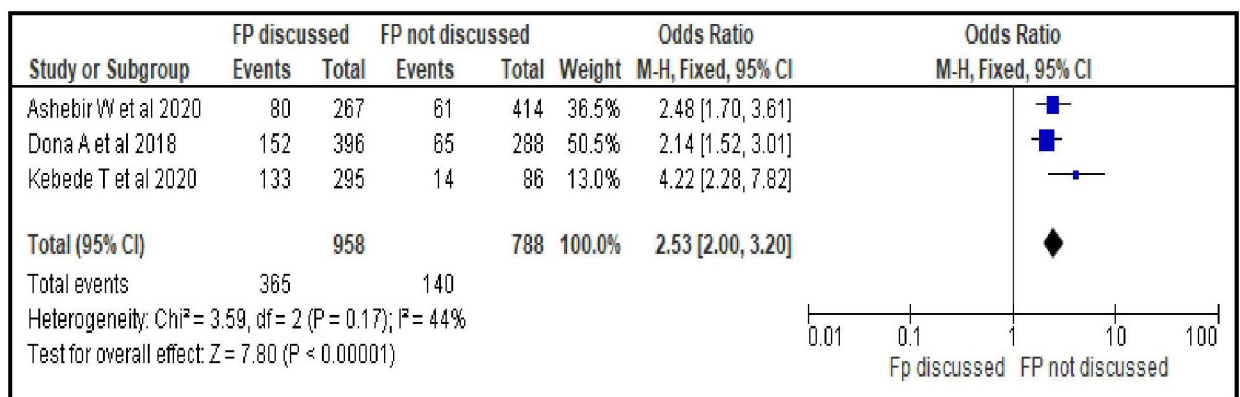 FP discussed FP not discussed Odds Ratio Odds Ratio
Study or Subgroup Events Total Events Total Weight M-H, Fixed, 95% CI M-H, Fixed, 95% CI
Ashebir W et al 2020 80 267 61 414 36.5% 2.48 [1.70, 3.61]
Dona A et al 2018 152 396 65 288 50.5% 2.14 [1.52, 3.01]
Kebede T et al 2020 133 295 14 86 13.0% 4.22 [2.28, 7.82]
Total (95% CI) 958 788 100.0% 2.53 [2.00, 3.20]
Total events 365 140
Heterogeneity: Chi² = 3.59, df = 2 (P = 0.17); I² = 44%
Test for overall effect: Z = 7.80 (P < 0.00001)
0.01 0.1 1 10 100
Fp discussed FP not discussed